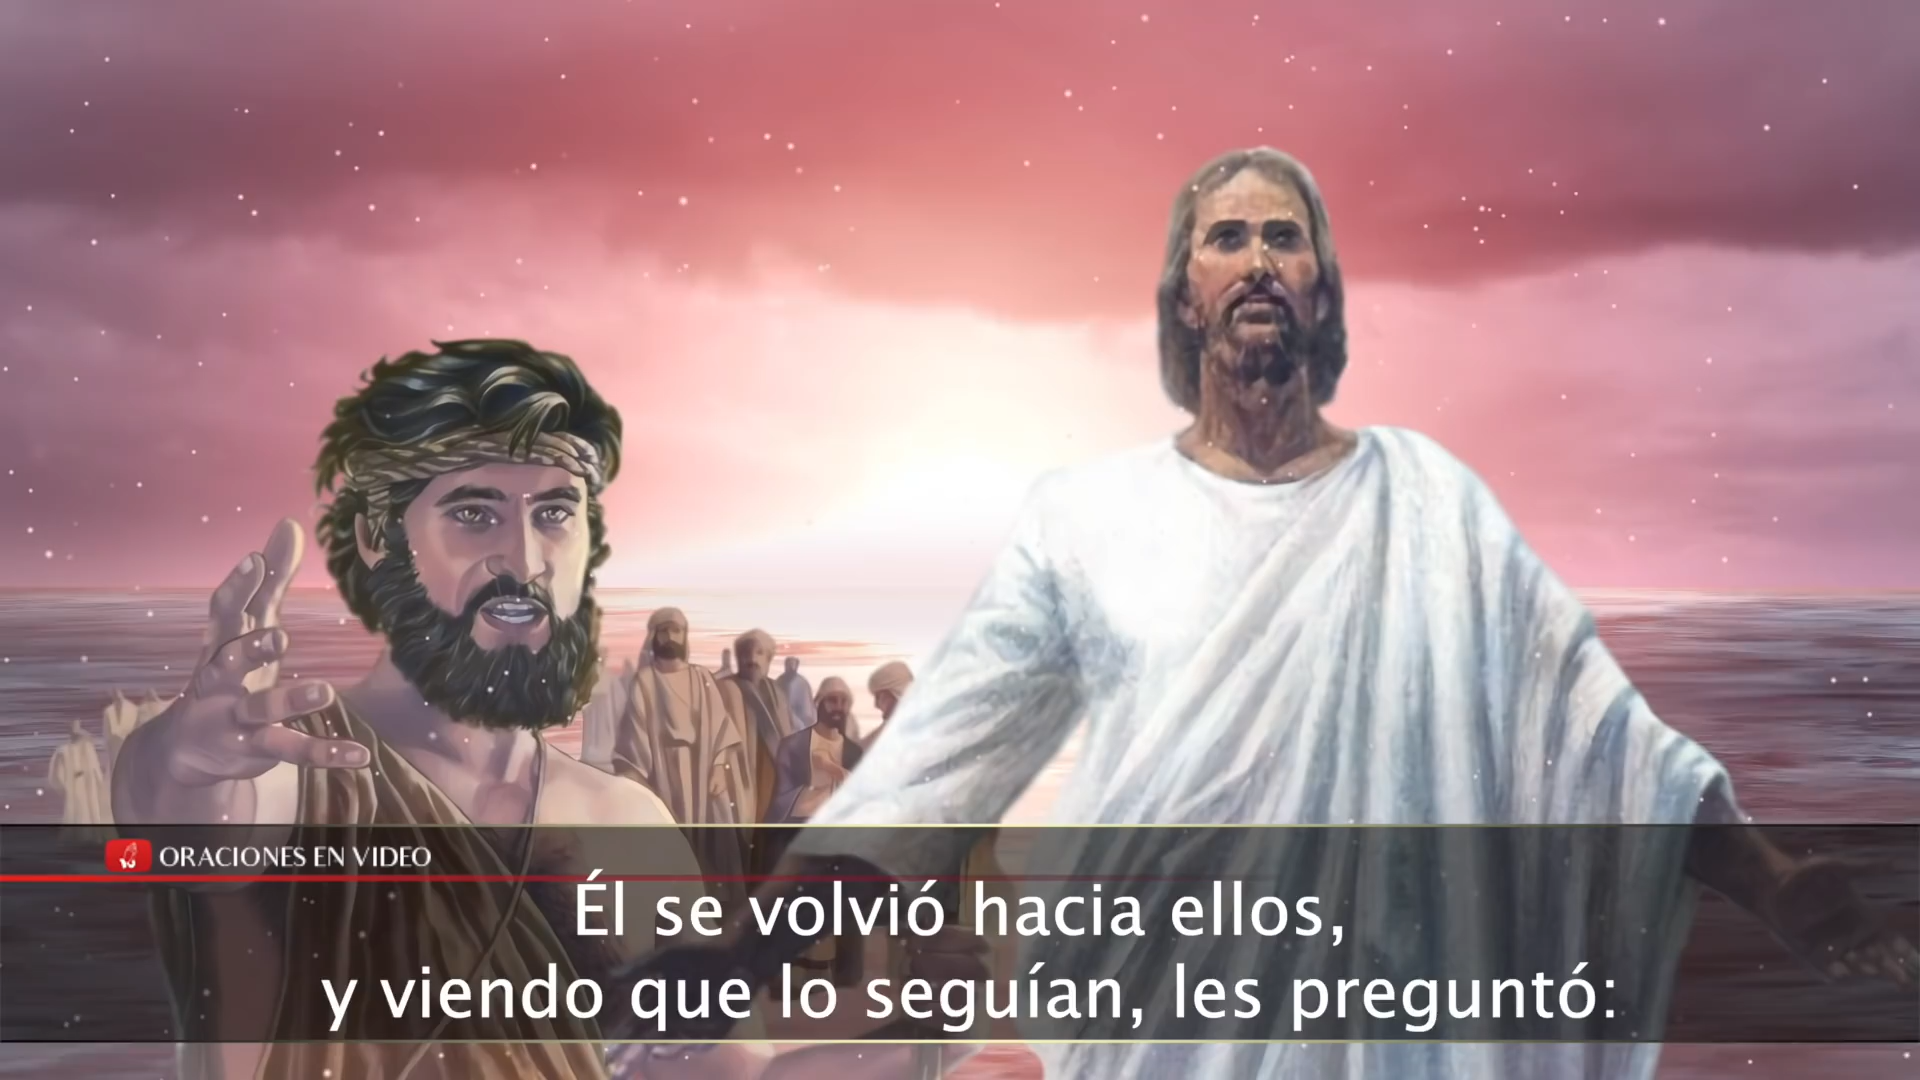 ORACIONES EN VIDEO
Él se volvió hacia ellos,
y viendo que lo seguían, les preguntó: